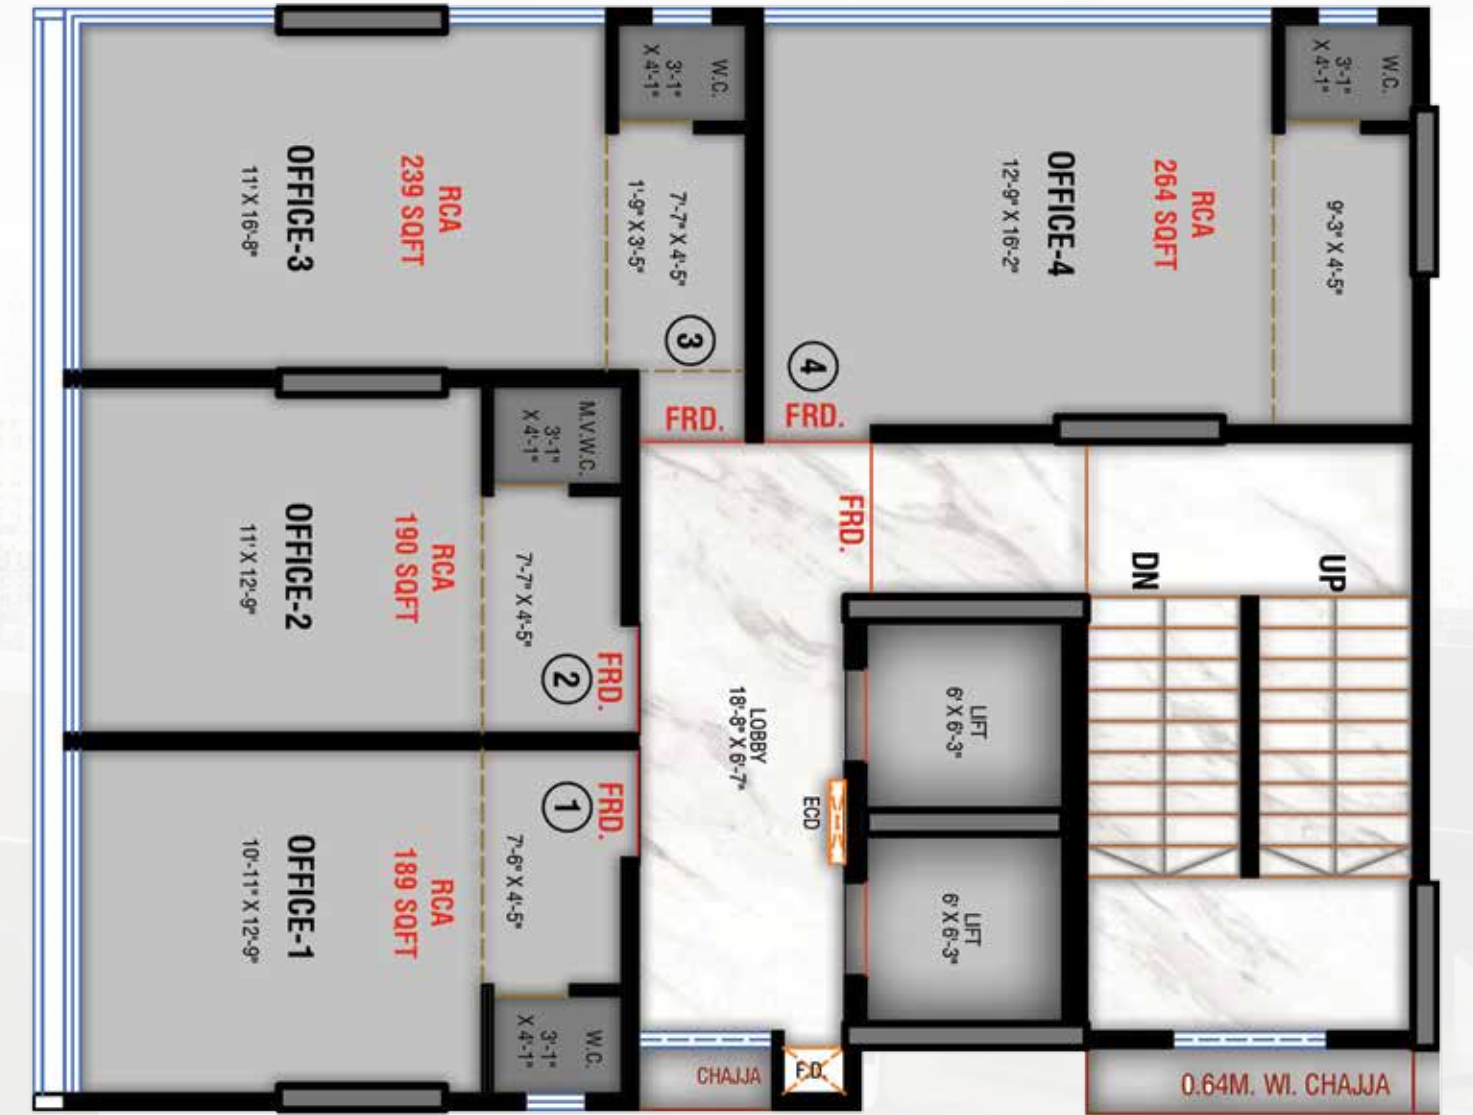 W.C.
3'-1"
X 4'-1"
RCA
239 SQFT
OFFICE-3
11' X 16'-8"
7'-7" X 4'-5"
1'-9" X 3'-5"
3
FRD.
W.C.
3'-1"
X 4'-1"
9'-3" X 4'-5"
RCA
264 SQFT
OFFICE-4
12'-9" X 16'-2"
4
FRD.
M.V.W.C.
3'-1"
X 4'-1"
RCA
190 SQFT
OFFICE-2
11' X 12'-9"
7'-7" X 4'-5"
2
FRD.
FRD.
UP
DN
LOBBY
18'-8" X 6'-7"
LIFT
6' X 6'-3"
ECD
LIFT
6' X 6'-3"
FRD.
1
7'-6" X 4'-5"
RCA
189 SQFT
OFFICE-1
10'-11" X 12'-9"
W.C.
3'-1"
X 4'-1"
CHAJJA
F.D.
0.64M. WI. CHAJJA